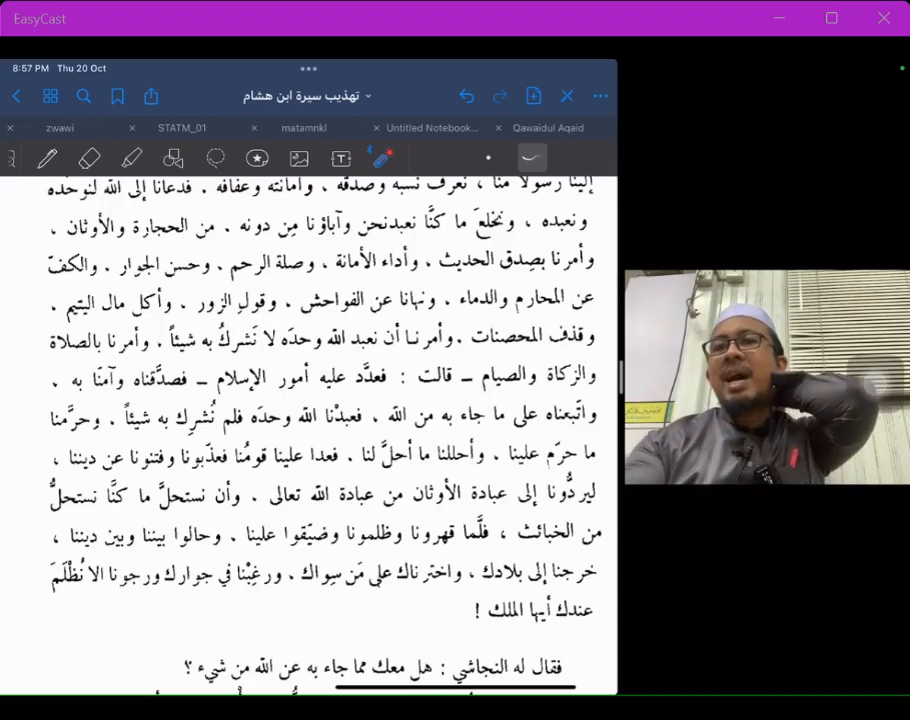 EasyCast
8:57 PM Thu 20 Oct
تهذيب سيرة ابن هشام
zwawi
STATM_01
matamnkl
Untitled Notebook...
Qawaidul Aqaid
إلينا رسولا منا ، نعرف نسبه وصدقه . وأمانته وعفافه . فدعانا إلى الله لنوحّده
ونعبده ، ونخلعَ ما كنَّا نعبدنحن وآباؤنا مِن دونه . من الحجارة والأوثان .
وأمرنا بصِدق الحديث . وأداء الأمانة . وصلة الرحم . وحسن الجِوار . والكفّ
عن المحارم والدماء . ونهانا عن الفواحش . وقولِ الزور . وأكل مال اليتيم .
وقذف المحصنات . وأمرنا أن نعبد الله وحدَه لا نَشركُ به شيئاً . وأمرنا بالصلاة
والزكاة والصيام – قالت : فعدَّد عليه أمور الإسلام – فصدَّقناه وآمنّا به .
واتّبعناه على ما جاء به من الله . فعبدْنا الله وحدَه فلم نُشرِك به شيئاً . وحرَّمنا
ما حرّم علينا . وأحللنا ما أحلَّ لنا . فعدا علينا قومُنا فعذّبونا وفتنونا عن ديننا ،
ليردُّونا إلى عبادة الأوثان من عبادة الله تعالى . وأن نستحلَّ ما كنَّا نستحلُّ
من الخبائث ، فلَّما قهرونا وظلمونا وضيّقوا علينا . وحالوا بيننا وبين ديننا ،
خرجنا إلى بلادك ، واخترناك على مَن سِواك . ورغِبْنا في جوارك ورجونا الا نُظْلَمَ
عندك أيها الملك !
فقال له النجاشي : هل معك مما جاء به عن الله من شيء ؟